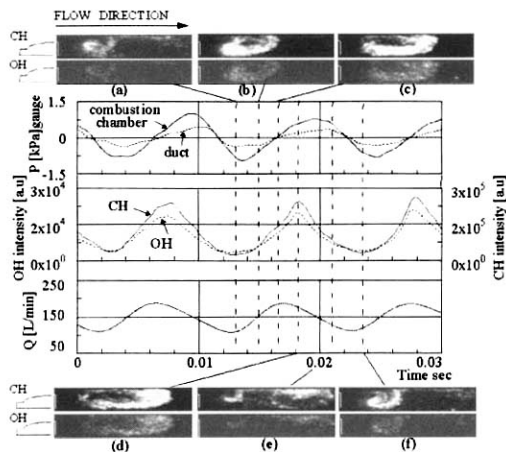 FLOW DIRECTION
CH
OH
(a) (b) (c)
P [kPa]gauge
1.5
0
-1.5
combustion
chamber
duct
OH intensity [a.u]
3x10⁴
2x10⁴
0x10⁰
CH
OH
3x10⁵
2x10⁵
0x10⁰
CH intensity [a.u]
Q [L/min]
250
150
50
0 0.01 0.02 0.03
Time sec
CH
OH
(d) (e) (f)